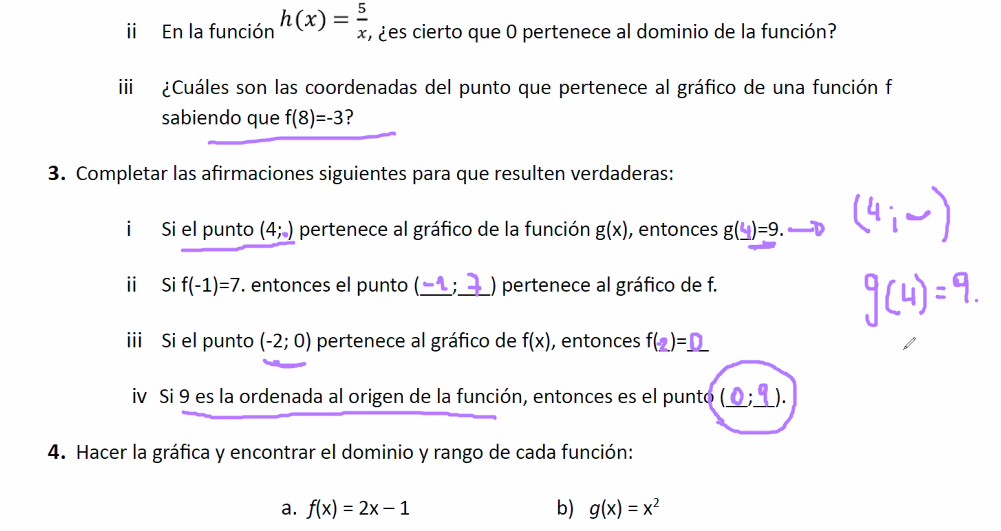 ii En la función h(x) = 5/x, ¿es cierto que 0 pertenece al dominio de la función?
iii ¿Cuáles son las coordenadas del punto que pertenece al gráfico de una función f
sabiendo que f(8)=-3?
3. Completar las afirmaciones siguientes para que resulten verdaderas:
i Si el punto (4;.) pertenece al gráfico de la función g(x), entonces g(4)=9. → (4; )
ii Si f(-1)=7. entonces el punto (-1;7) pertenece al gráfico de f.
g(4)=9.
iii Si el punto (-2; 0) pertenece al gráfico de f(x), entonces f(2)=0
iv Si 9 es la ordenada al origen de la función, entonces es el punto (0;9).
4. Hacer la gráfica y encontrar el dominio y rango de cada función:
a. f(x) = 2x – 1 b) g(x) = x²